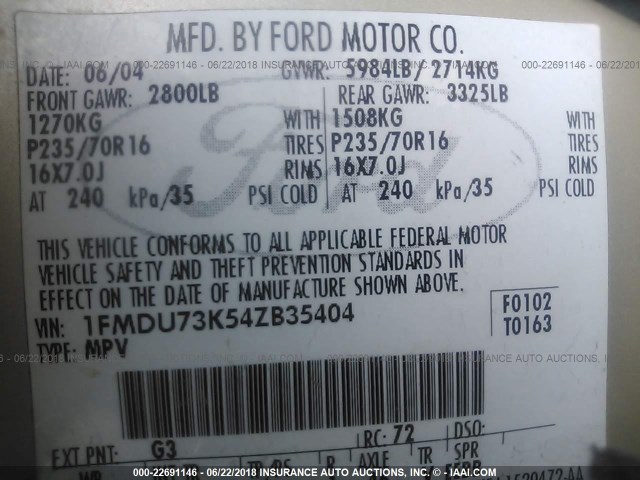 MFD. BY FORD MOTOR CO.
DATE: 06/04 GVWR: 5984LB/ 2714KG
000-22691146 - 06/22/2018 - INSURANCE AUTO AUCTIONS, INC.
FRONT GAWR: 2800LB REAR GAWR: 3325LB
1270KG WITH 1508KG WITH
P235/70R16 TIRES P235/70R16 TIRES
16X7.0J RIMS 16X7.0J RIMS
AT 240 kPa/35 PSI COLD AT 240 kPa/35 PSI COLD
Ford
THIS VEHICLE CONFORMS TO ALL APPLICABLE FEDERAL MOTOR
VEHICLE SAFETY AND THEFT PREVENTION STANDARDS IN
EFFECT ON THE DATE OF MANUFACTURE SHOWN ABOVE.
VIN: 1FMDU73K54ZB35404 F0102
T0163
TYPE: MPV
EXT PNT: G3 RC: 72 DSO:
AXLE TR SPR
000-22691146 - 06/22/2018 - INSURANCE AUTO AUCTIONS, INC.